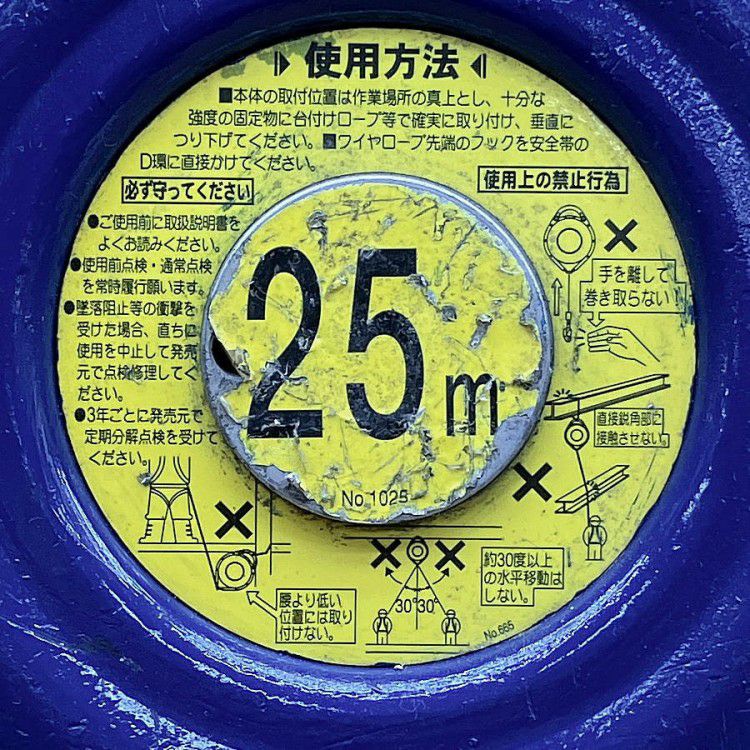 使用方法
■本体の取付位置は作業場所の真上とし、十分な
強度の固定物に台付けロープ等で確実に取り付け、垂直に
つり下げてください。■ワイヤロープ先端のフックを安全帯の
D環に直接かけてください。
必ず守ってください
●ご使用前に取扱説明書を
よくお読みください。
●使用前点検・通常点検
を常時履行願います。
●墜落阻止等の衝撃を
受けた場合、直ちに
使用を中止して発売
元で点検修理してく
ださい。
●3年ごとに発売元で
定期分解点検を受けて
ください。
使用上の禁止行為
手を離して
巻き取らない!
直接鋭角部に
接触させない。
25m
No.1025
腰より低い
位置には取り
付けない。
30°30°
約30度以上
の水平移動は
しない。
No.665